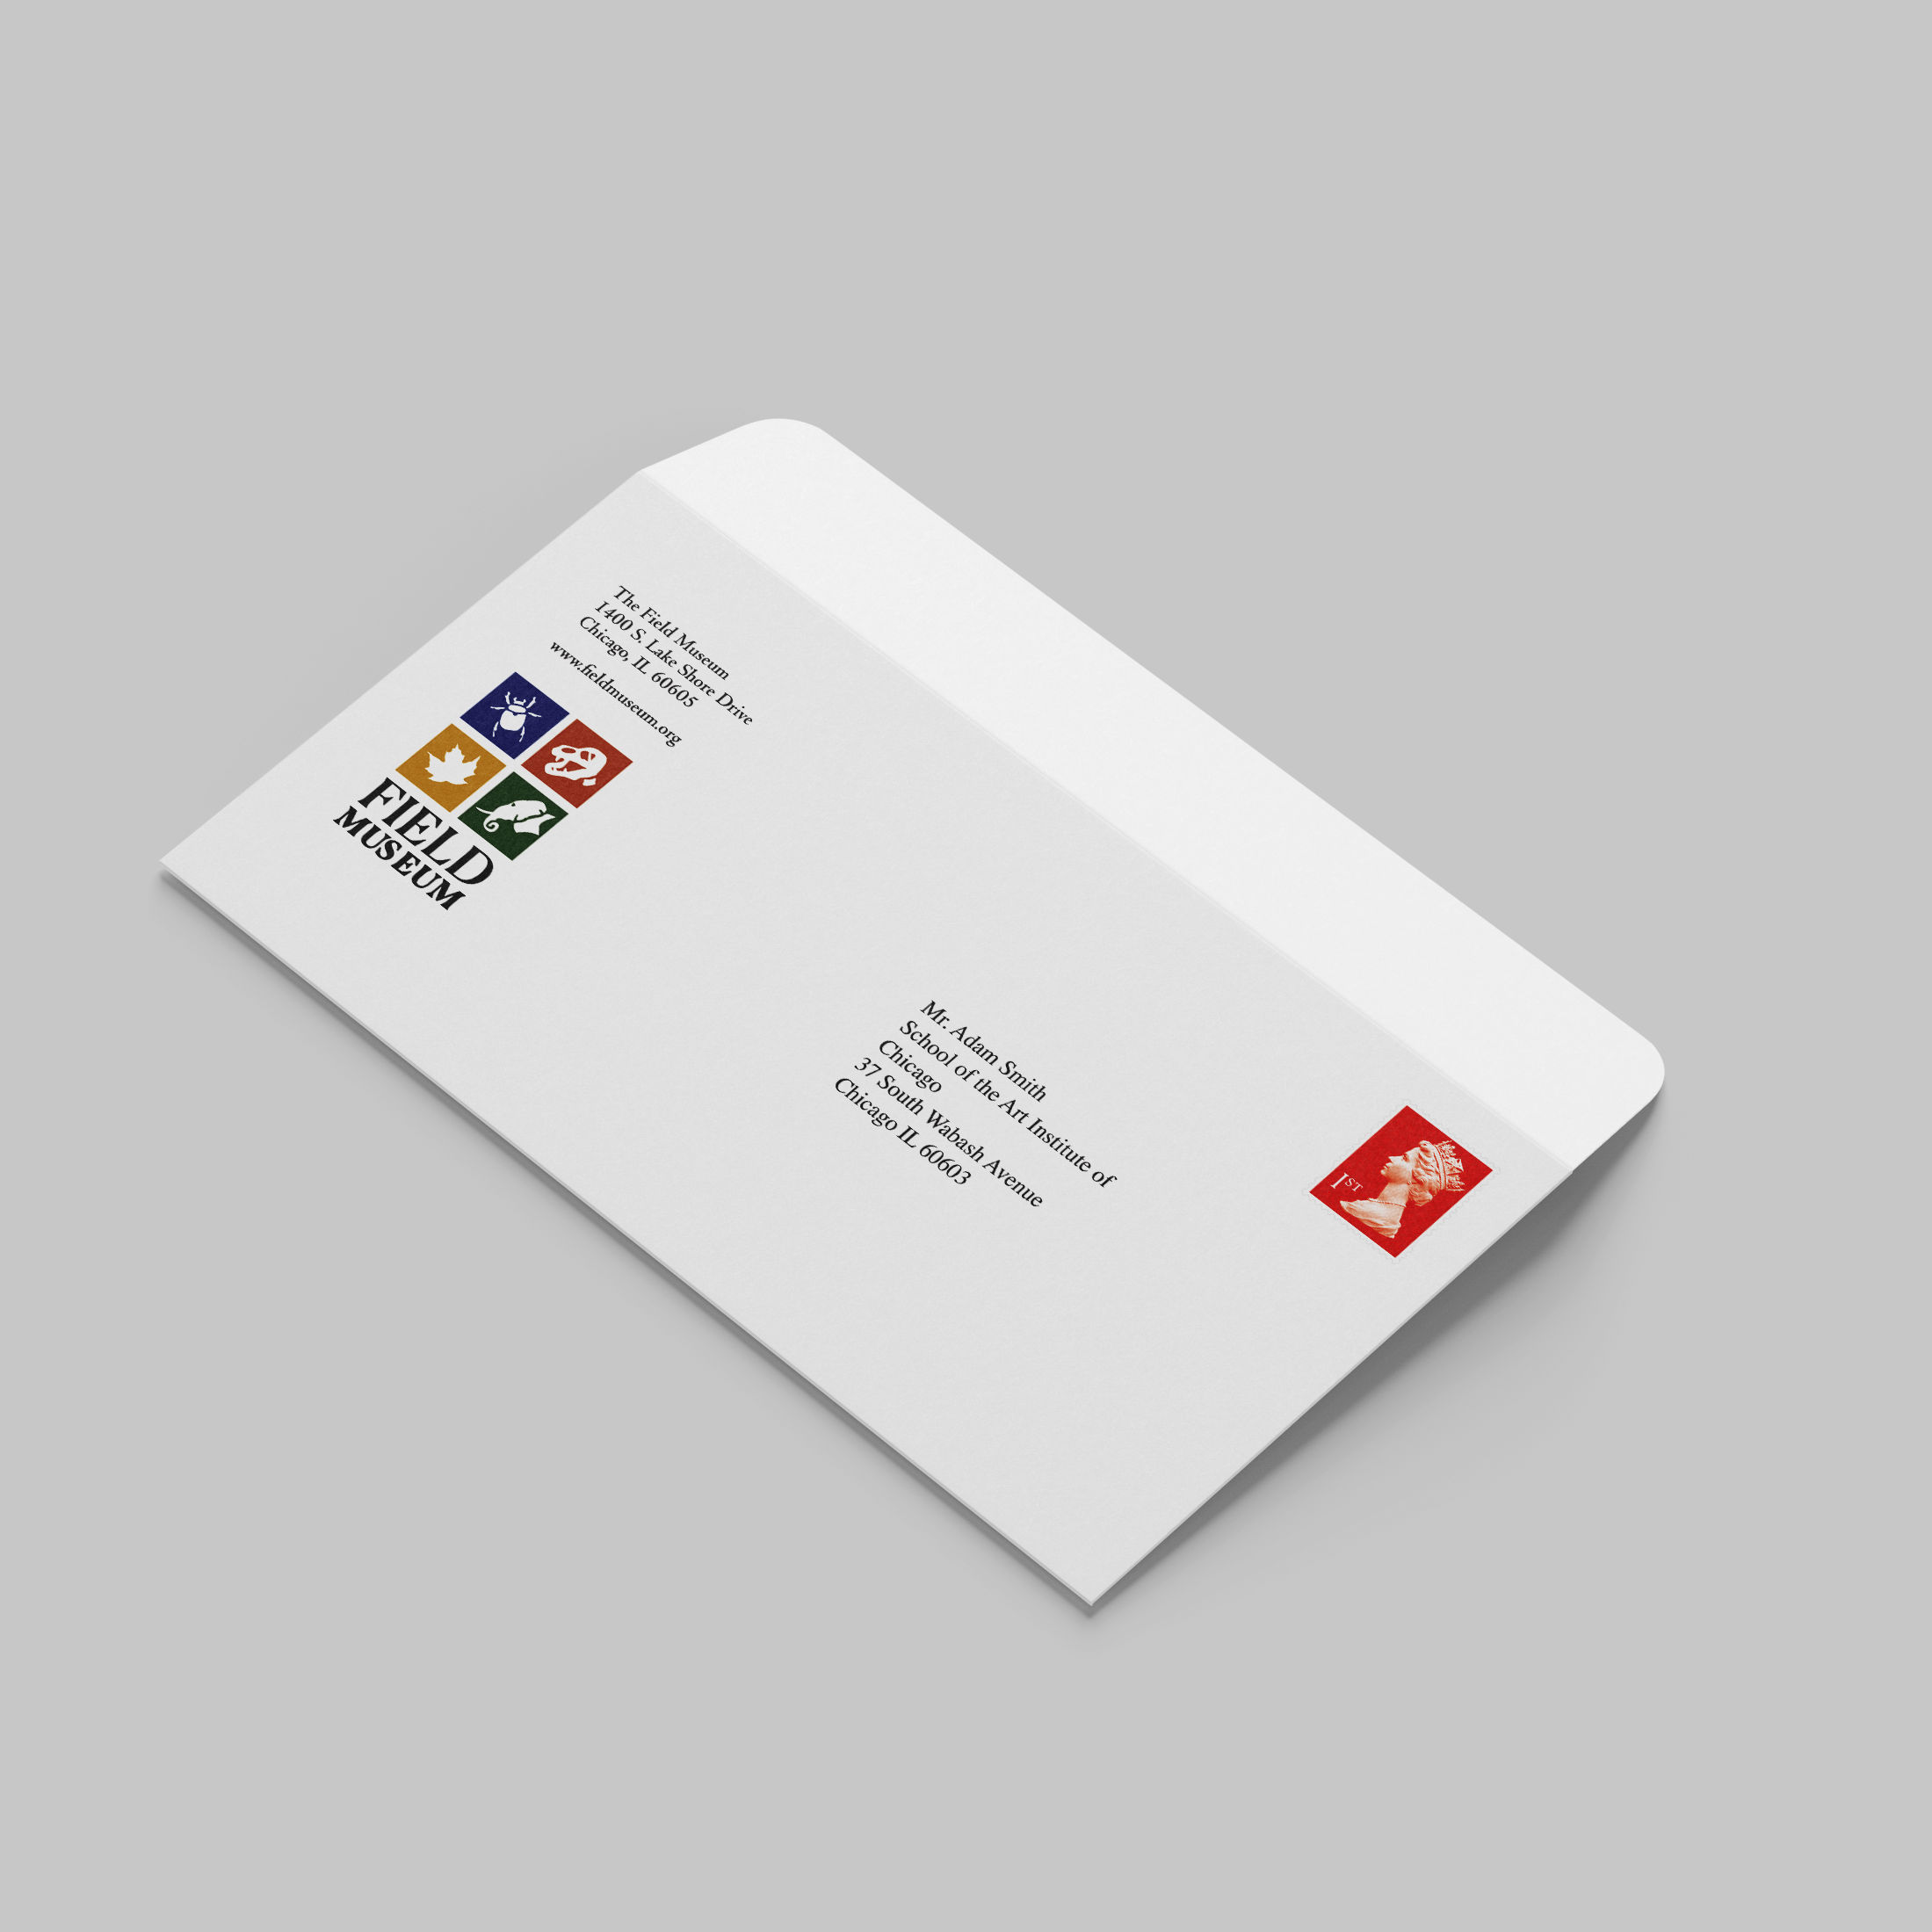 The Field Museum
1400 S. Lake Shore Drive
Chicago, IL 60605
www.fieldmuseum.org
FIELD
MUSEUM
Mr. Adam Smith
School of the Art Institute of
Chicago
37 South Wabash Avenue
Chicago IL 60603
1ST